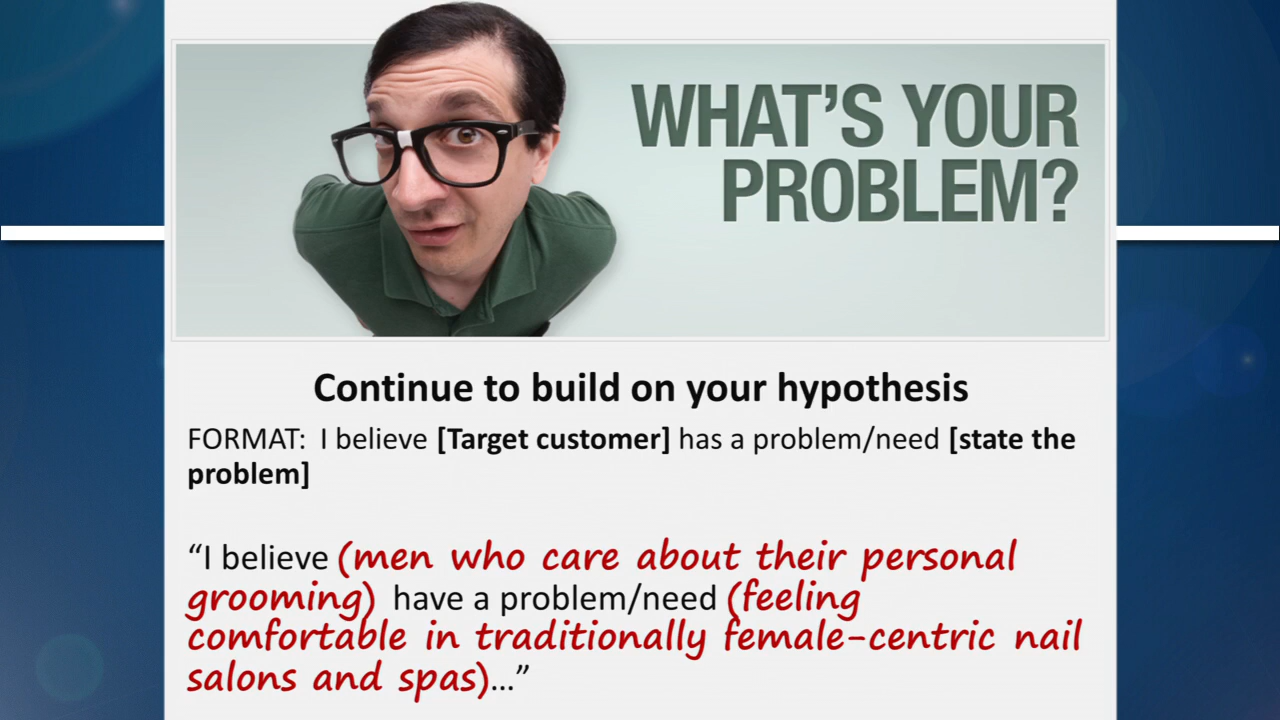 WHAT'S YOUR
PROBLEM?
Continue to build on your hypothesis
FORMAT:  I believe [Target customer] has a problem/need [state the
problem]
“I believe (men who care about their personal
grooming)  have a problem/need (feeling
comfortable in traditionally female-centric nail
salons and spas)...”